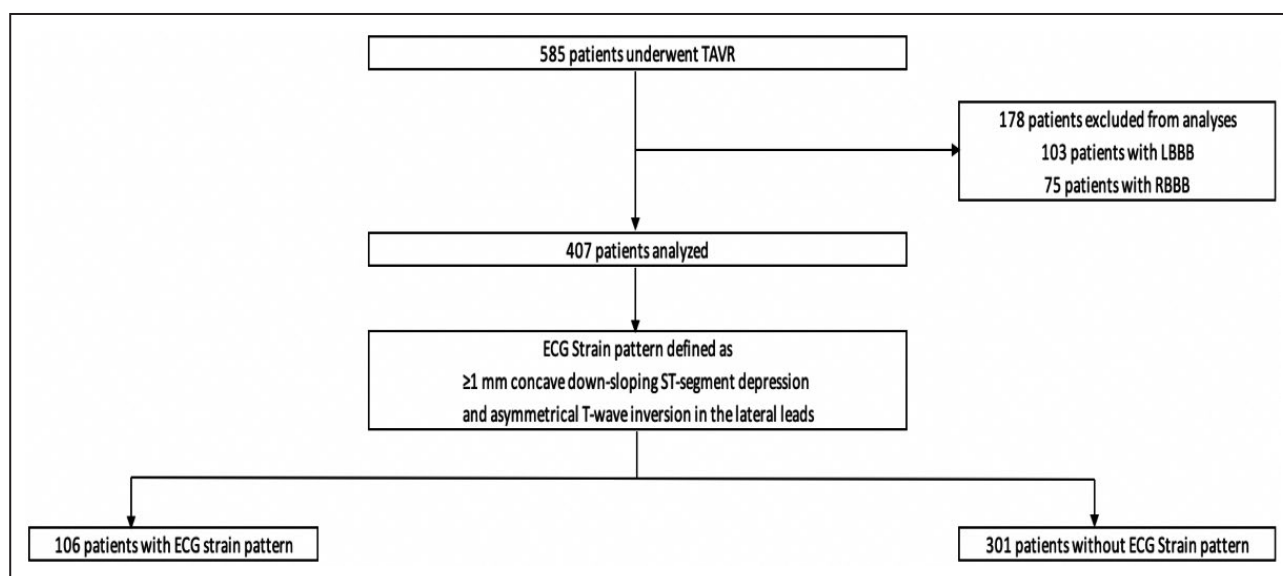 585 patients underwent TAVR
178 patients excluded from analyses
103 patients with LBBB
75 patients with RBBB
407 patients analyzed
ECG Strain pattern defined as
≥1 mm concave down-sloping ST-segment depression
and asymmetrical T-wave inversion in the lateral leads
106 patients with ECG strain pattern
301 patients without ECG Strain pattern